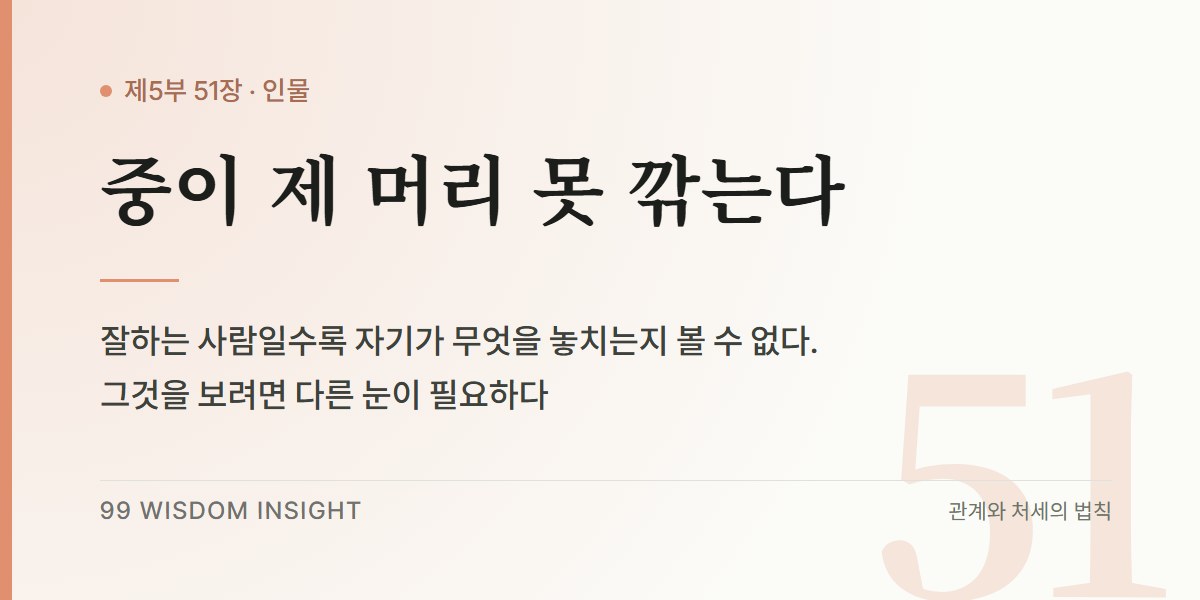 제5부 51장 · 인물
중이 제 머리 못 깎는다
잘하는 사람일수록 자기가 무엇을 놓치는지 볼 수 없다.
그것을 보려면 다른 눈이 필요하다
99 WISDOM INSIGHT
관계와 처세의 법칙
51